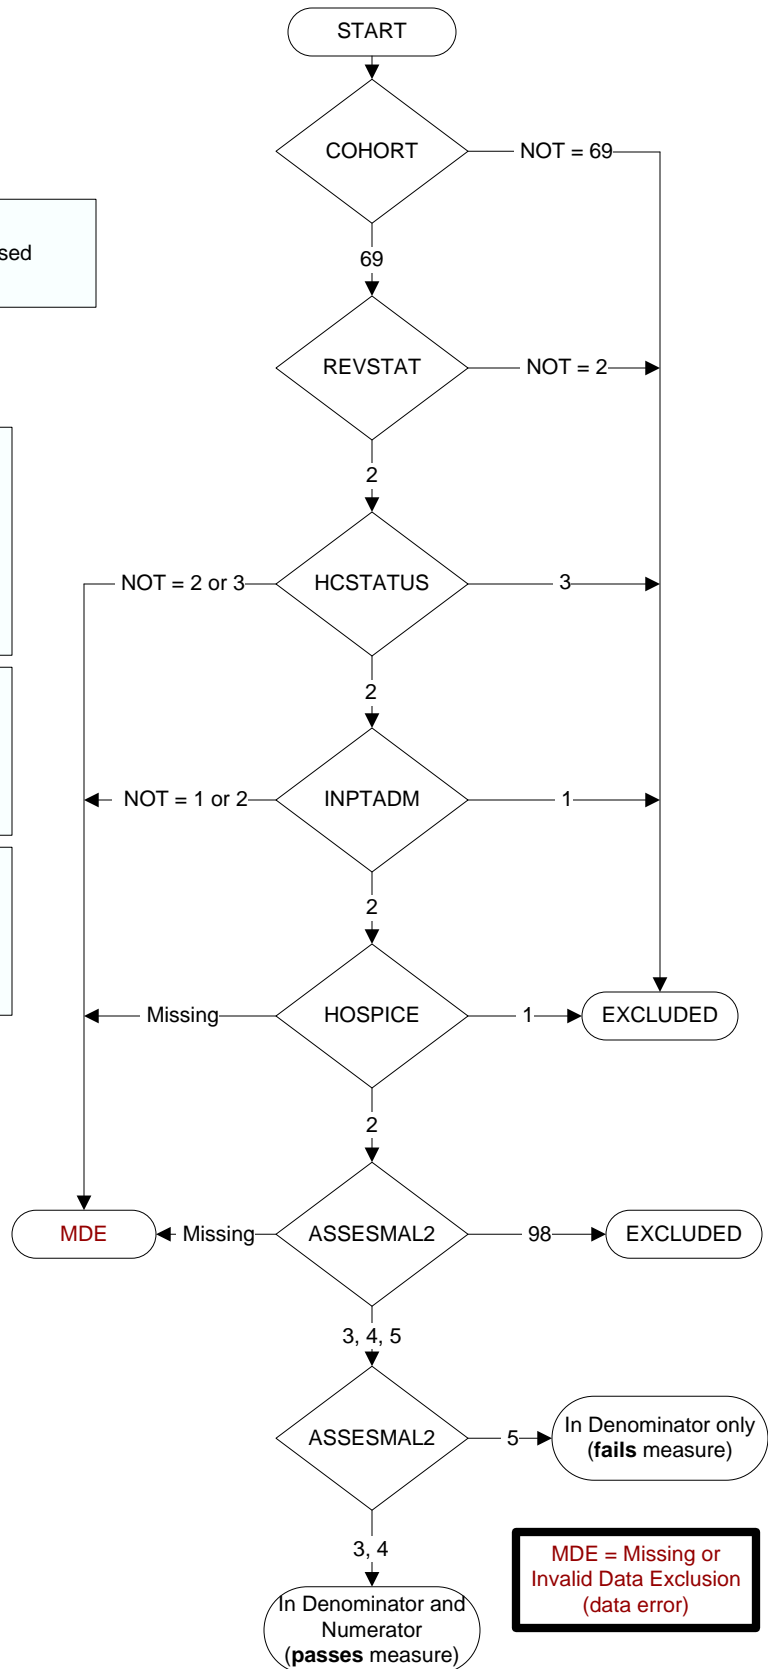 START
COHORT
NOT = 69
sed
69
REVSTAT
NOT = 2
2
NOT = 2 or 3
HCSTATUS
3
2
NOT = 1 or 2
INPTADM
1
2
Missing
HOSPICE
1
EXCLUDED
2
MDE
Missing
ASSESMAL2
98
EXCLUDED
3, 4, 5
ASSESMAL2
5
In Denominator only
(fails measure)
3, 4
MDE = Missing or
Invalid Data Exclusion
(data error)
In Denominator and
Numerator
(passes measure)